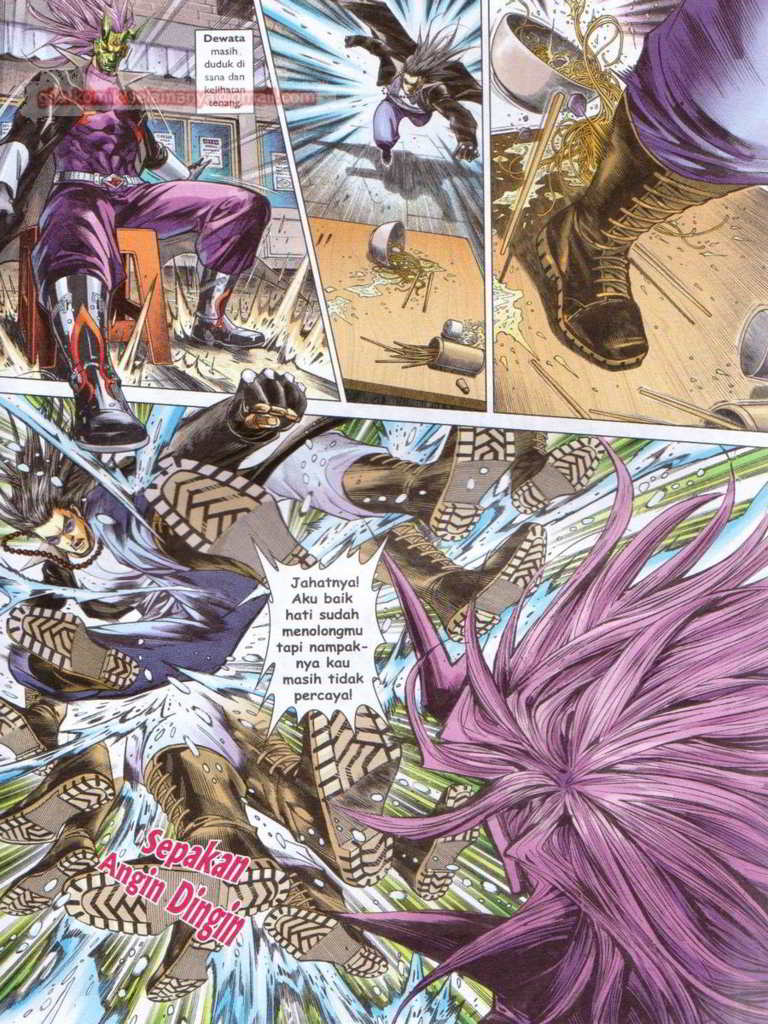 Dewata
masih
duduk di
sana dan
kelihatan
tenang.
Jahatnya!
Aku baik
hati sudah
menolongmu
tapi nampak-
nya kau
masih tidak
percaya!
Sepakan
Angin Dingin